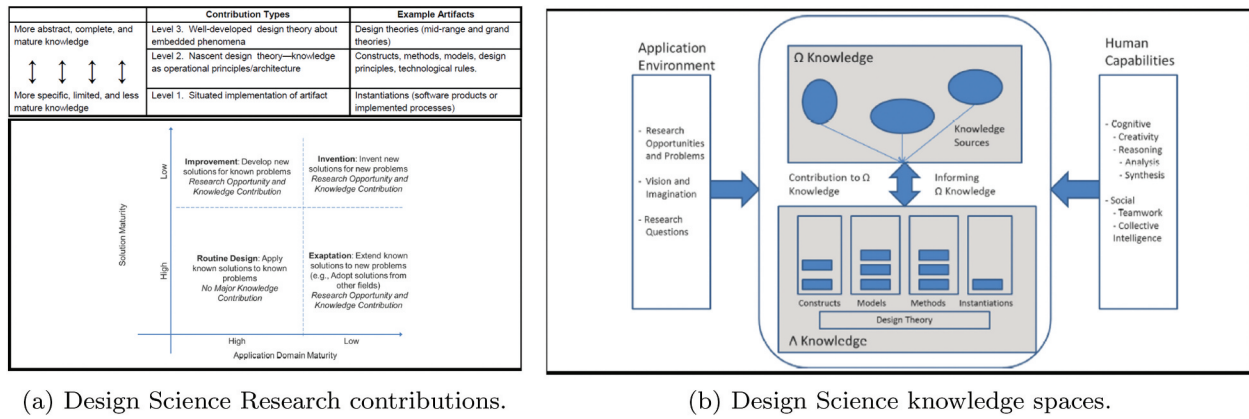 Contribution Types
Example Artifacts
More abstract, complete, and
mature knowledge
Level 3. Well-developed design theory about
embedded phenomena
Design theories (mid-range and grand
theories)
Level 2. Nascent design theory—knowledge
as operational principles/architecture
Constructs, methods, models, design
principles, technological rules.
More specific, limited, and less
mature knowledge
Level 1. Situated implementation of artifact
Instantiations (software products or
implemented processes)
Solution Maturity
Low
High
Improvement: Develop new
solutions for known problems
Research Opportunity and
Knowledge Contribution
Invention: Invent new
solutions for new problems
Research Opportunity and
Knowledge Contribution
Routine Design: Apply
known solutions to known
problems
No Major Knowledge
Contribution
Exaptation: Extend known
solutions to new problems
(e.g., Adopt solutions from
other fields)
Research Opportunity and
Knowledge Contribution
High
Low
Application Domain Maturity
(a) Design Science Research contributions.
Application
Environment
- Research
Opportunities
and Problems
- Vision and
Imagination
- Research
Questions
Ω Knowledge
Knowledge
Sources
Contribution to Ω
Knowledge
Informing
Ω Knowledge
Constructs
Models
Methods
Instantiations
Design Theory
Λ Knowledge
Human
Capabilities
- Cognitive
- Creativity
- Reasoning
- Analysis
- Synthesis
- Social
- Teamwork
- Collective
Intelligence
(b) Design Science knowledge spaces.